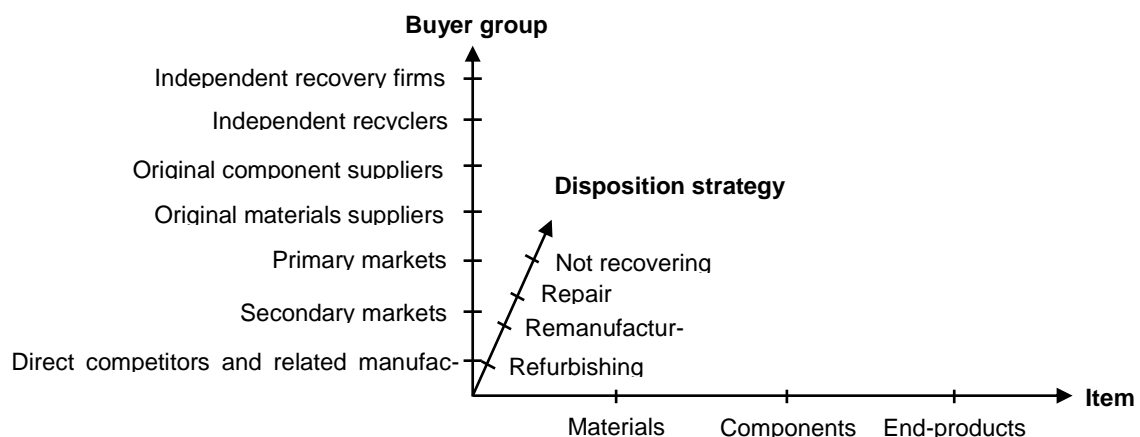 Buyer group
Independent recovery firms
Independent recyclers
Original component suppliers
Disposition strategy
Original materials suppliers
Primary markets
Not recovering
Repair
Secondary markets
Remanufactur-
Direct competitors and related manufac-
Refurbishing
Item
Materials Components End-products